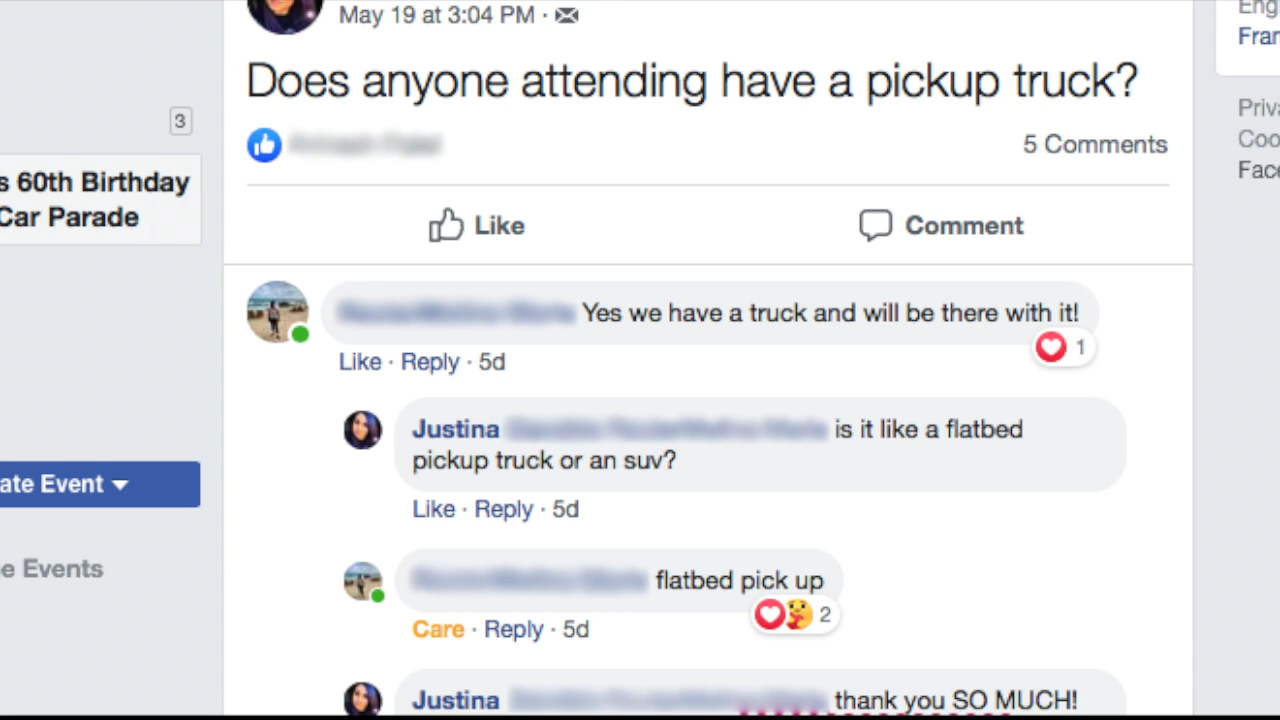 May 19 at 3:04 PM ·
Eng
Fran
Does anyone attending have a pickup truck?
3
5 Comments
Priva
Coo
Face
s 60th Birthday
Car Parade
Like
Comment
Yes we have a truck and will be there with it!
1
Like · Reply · 5d
Justina is it like a flatbed
pickup truck or an suv?
Like · Reply · 5d
ate Event
e Events
flatbed pick up
2
Care · Reply · 5d
Justina thank you SO MUCH!